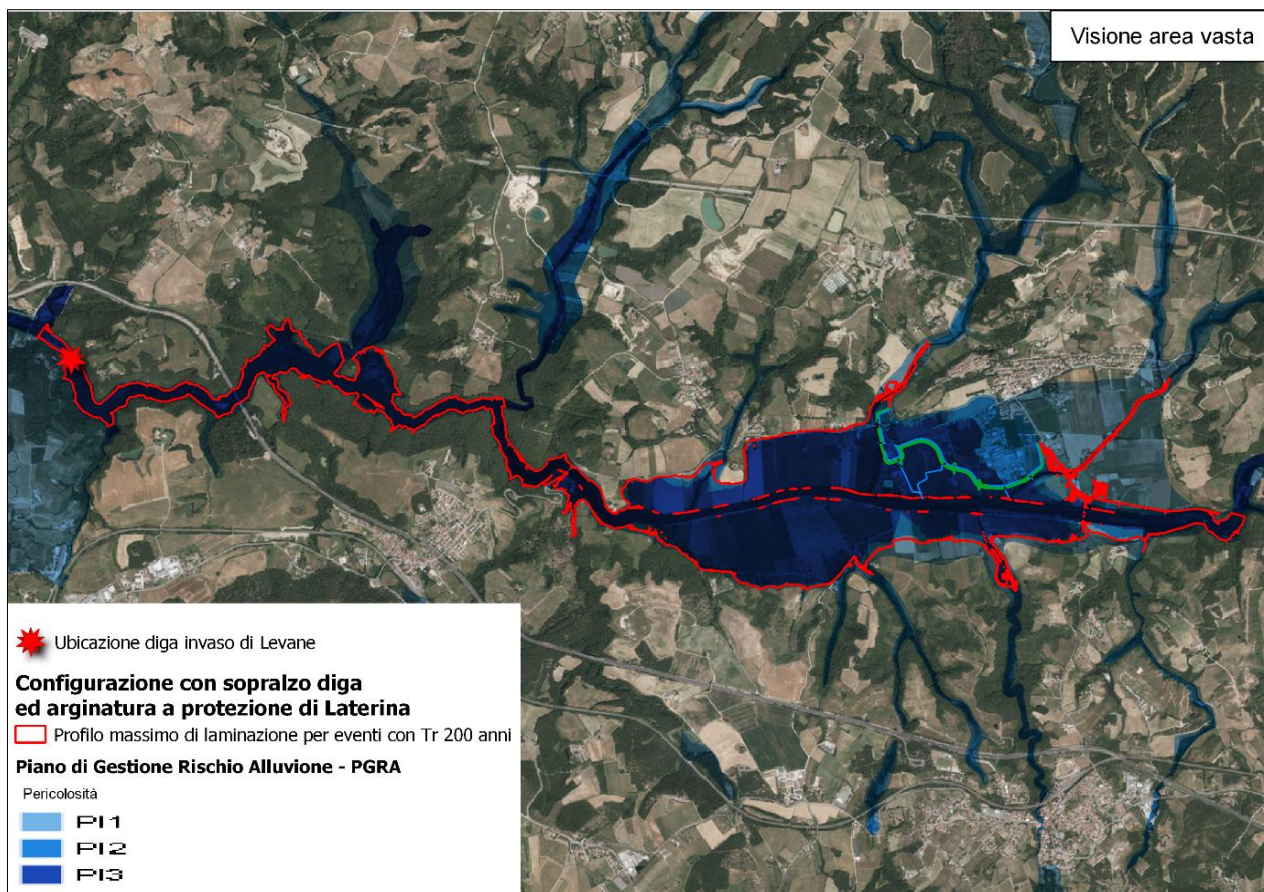 Visione area vasta
Ubicazione diga invaso di Levane
Configurazione con sopralzo diga
ed arginatura a protezione di Laterina
Profilo massimo di laminazione per eventi con Tr 200 anni
Piano di Gestione Rischio Alluvione - PGRA
Pericolosità
PI1
PI2
PI3